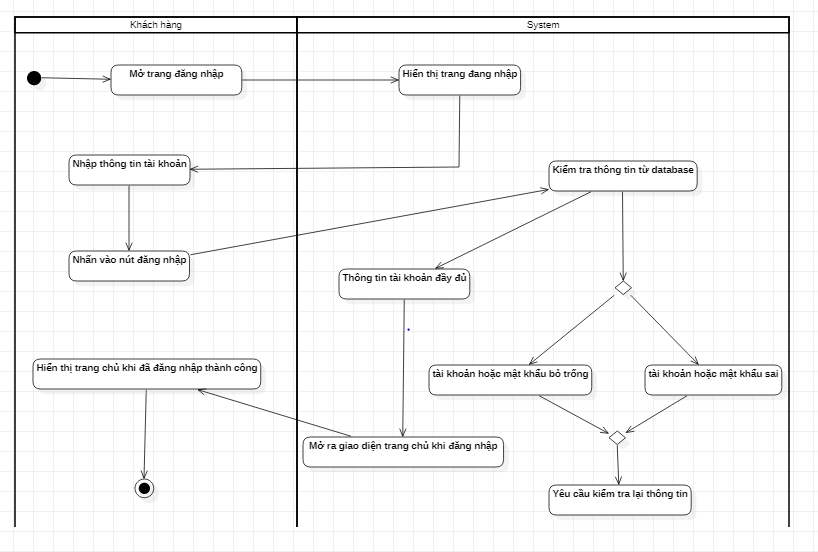 Khách hàng
System
Mở trang đăng nhập
Hiển thị trang đang nhập
Nhập thông tin tài khoản
Kiểm tra thông tin từ database
Nhấn vào nút đăng nhập
Thông tin tài khoản đầy đủ
Hiển thị trang chủ khi đã đăng nhập thành công
tài khoản hoặc mật khẩu bỏ trống
tài khoản hoặc mật khẩu sai
Mở ra giao diện trang chủ khi đăng nhập
Yêu cầu kiểm tra lại thông tin